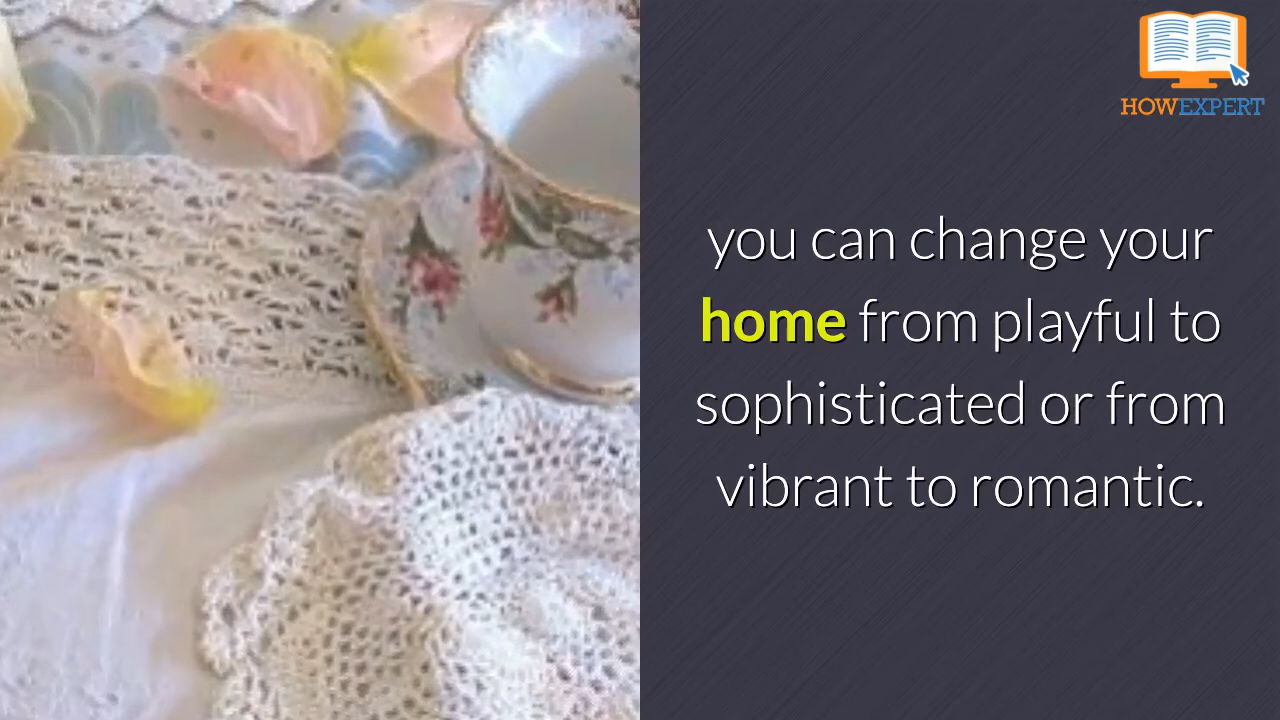 HOWEXPERT
you can change your
home from playful to
sophisticated or from
vibrant to romantic.